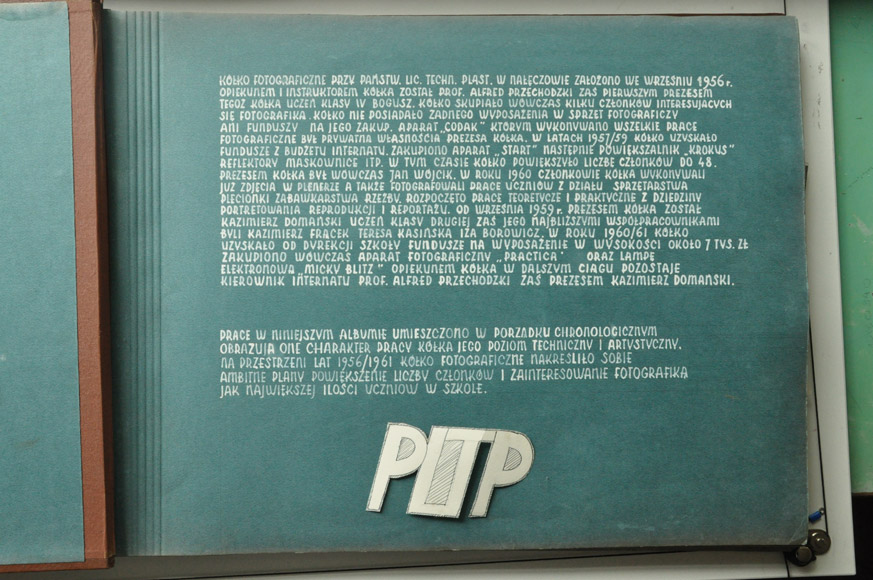 KÓŁKO FOTOGRAFICZNE PRZY PAŃSTW. LIC. TECHN. PLAST. W NAŁĘCZOWIE ZAŁOŻONO WE WRZEŚNIU 1956 r.
OPIEKUNEM I INSTRUKTOREM KÓŁKA ZOSTAŁ PROF. ALFRED PRZECHODZKI ZAŚ PIERWSZYM PREZESEM
TEGOŻ KÓŁKA UCZEŃ KLASY IV BOGUSZ. KÓŁKO SKUPIAŁO WÓWCZAS KILKU CZŁONKÓW INTERESUJĄCYCH
SIĘ FOTOGRAFIKĄ. KÓŁKO NIE POSIADAŁO ŻADNEGO WYPOSAŻENIA W SPRZĘT FOTOGRAFICZY
ANI FUNDUSZY NA JEGO ZAKUP. APARAT „CODAK" KTÓRYM WYKONYWANO WSZELKIE PRACE
FOTOGRAFICZNE BYŁ PRYWATNĄ WŁASNOŚCIĄ PREZESA KÓŁKA. W LATACH 1957/59 KÓŁKO UZYSKAŁO
FUNDUSZE Z BUDŻETU INTERNATU. ZAKUPIONO APARAT „START" NASTĘPNIE POWIĘKSZALNIK „KROKUS"
REFLEKTORY MASKOWNICE ITP. W TYM CZASIE KÓŁKO POWIĘKSZYŁO LICZBĘ CZŁONKÓW DO 48.
PREZESEM KÓŁKA BYŁ WÓWCZAS JAN WÓJCIK. W ROKU 1960 CZŁONKOWIE KÓŁKA WYKONYWALI
JUŻ ZDJĘCIA W PLENERZE A TAKŻE FOTOGRAFOWALI PRACE UCZNIÓW Z DZIAŁU SPRZĘTARSTWA
PLECIONKI ZABAWKARSTWA RZEŹBY. ROZPOCZĘTO PRACE TEORETYCZE I PRAKTYCZNE Z DZIEDZINY
PORTRETOWANIA REPRODUKCJI I REPORTAŻU. OD WRZEŚNIA 1959 r. PREZESEM KÓŁKA ZOSTAŁ
KAZIMIERZ DOMAŃSKI UCZEŃ KLASY DRUGIEJ ZAŚ JEGO NAJBLIŻSZYMI WSPÓŁPRACOWNIKAMI
BYLI KAZIMIERZ FRĄCEK TERESA KASIŃSKA IZA BOROWICZ. W ROKU 1960/61 KÓŁKO
UZYSKAŁO OD DYREKCJI SZKOŁY FUNDUSZE NA WYPOSAŻENIE W WYSOKOŚCI OKOŁO 7 TYS. ZŁ
ZAKUPIONO WÓWCZAS APARAT FOTOGRAFICZNY „PRACTICA" ORAZ LAMPĘ
ELEKTRONOWĄ „MICKY BLITZ" OPIEKUNEM KÓŁKA W DALSZYM CIĄGU POZOSTAJE
KIEROWNIK INTERNATU PROF. ALFRED PRZECHODZKI ZAŚ PREZESEM KAZIMIERZ DOMAŃSKI.
PRACE W NINIEJSZYM ALBUMIE UMIESZCZONO W PORZĄDKU CHRONOLOGICZNYM
OBRAZUJĄ ONE CHARAKTER PRACY KÓŁKA JEGO POZIOM TECHNICZNY I ARTYSTYCZNY.
NA PRZESTRZENI LAT 1956/1961 KÓŁKO FOTOGRAFICZNE NAKREŚLIŁO SOBIE
AMBITNE PLANY POWIĘKSZENIE LICZBY CZŁONKÓW I ZAINTERESOWANIE FOTOGRAFIKĄ
JAK NAJWIĘKSZEJ ILOŚCI UCZNIÓW W SZKOLE.
PLTP